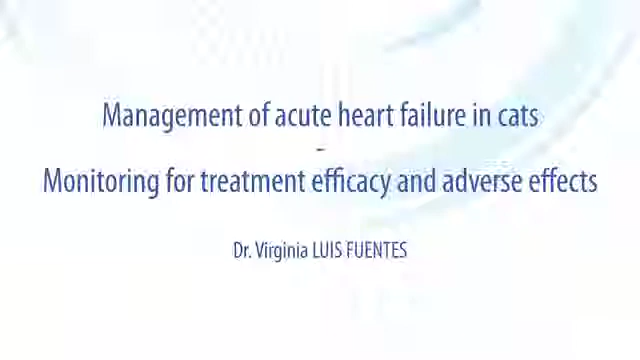 Management of acute heart failure in cats
-
Monitoring for treatment efficacy and adverse effects
Dr. Virginia LUIS FUENTES